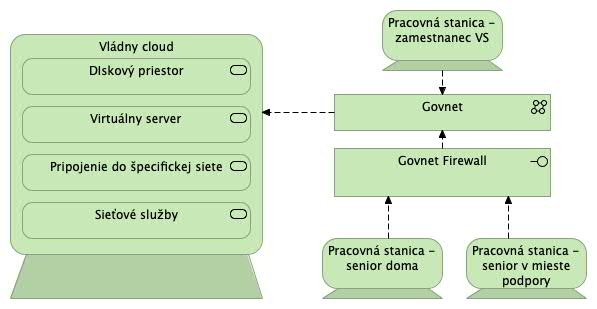 Vládny cloud
DIskový priestor
Virtuálny server
Pripojenie do špecifickej siete
Sieťové služby
Pracovná stanica -
zamestnanec VS
Govnet
Govnet Firewall
Pracovná stanica -
senior doma
Pracovná stanica -
senior v mieste
podpory